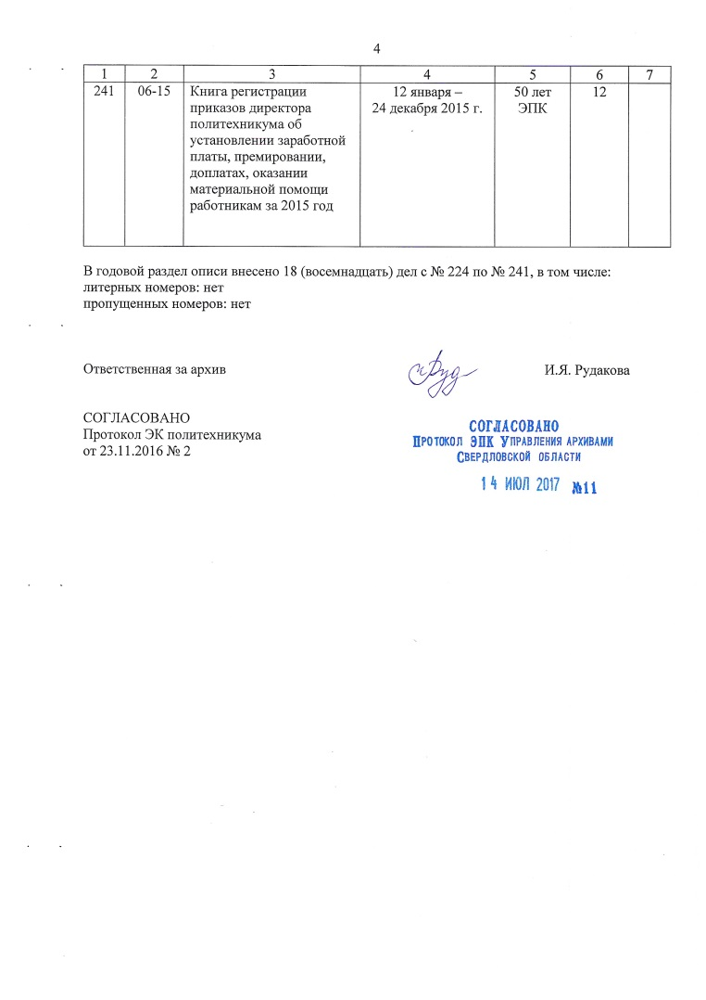 4
1 2 3 4 5 6 7
241 06-15 Книга регистрации 12 января – 50 лет 12
приказов директора 24 декабря 2015 г. ЭПК
политехникума об
установлении заработной
платы, премировании,
доплатах, оказании
материальной помощи
работникам за 2015 год
В годовой раздел описи внесено 18 (восемнадцать) дел с № 224 по № 241, в том числе:
литерных номеров: нет
пропущенных номеров: нет
Ответственная за архив И.Я. Рудакова
СОГЛАСОВАНО
Протокол ЭК политехникума
от 23.11.2016 № 2
СОГЛАСОВАНО
Протокол ЭПК Управления архивами
Свердловской области
14 ИЮЛ 2017 №11